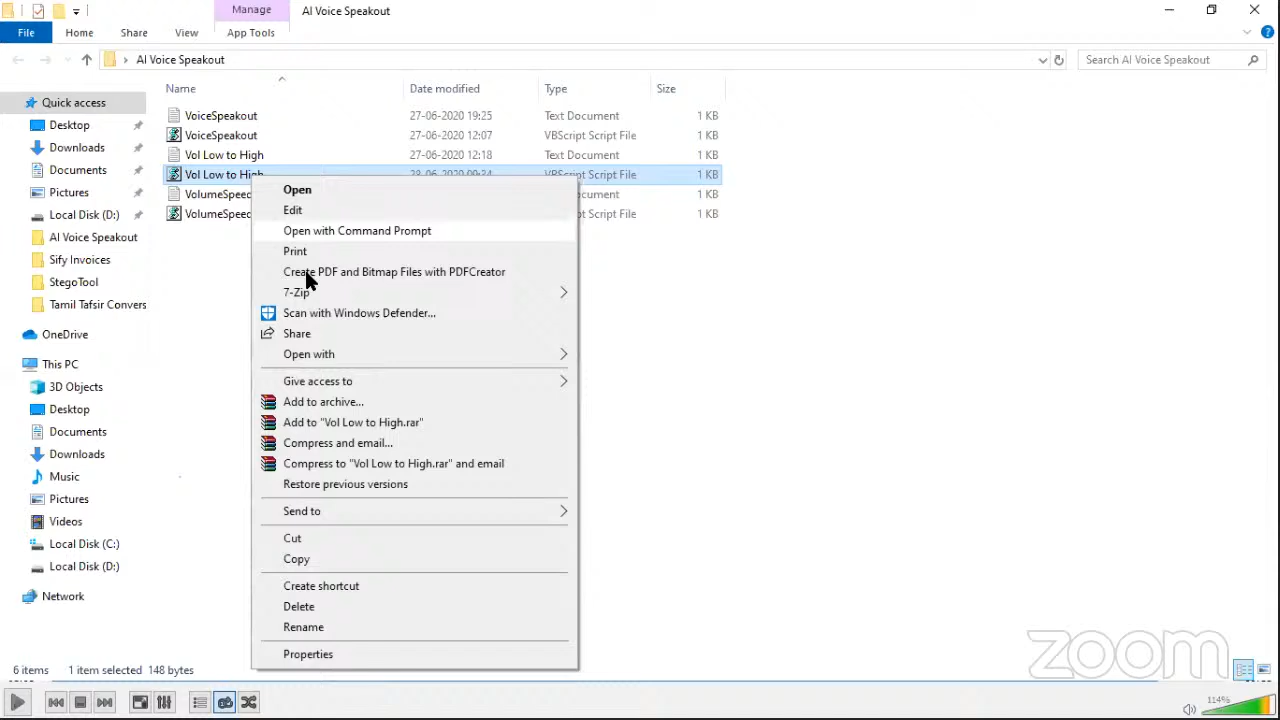 Manage
AI Voice Speakout
File
Home
Share
View
App Tools
AI Voice Speakout
Search AI Voice Speakout
Name
Date modified
Type
Size
VoiceSpeakout
27-06-2020 19:25
Text Document
1 KB
VoiceSpeakout
27-06-2020 12:07
VBScript Script File
1 KB
Vol Low to High
27-06-2020 12:18
Text Document
1 KB
Vol Low to High
28-06-2020 09:34
VBScript Script File
1 KB
VolumeSpeed
1 KB
VolumeSpeed
Script File
1 KB
Quick access
Desktop
Downloads
Documents
Pictures
Local Disk (D:)
AI Voice Speakout
Sify Invoices
StegoTool
Tamil Tafsir Convers
OneDrive
This PC
3D Objects
Desktop
Documents
Downloads
Music
Pictures
Videos
Local Disk (C:)
Local Disk (D:)
Network
Open
Edit
Open with Command Prompt
Print
Create PDF and Bitmap Files with PDFCreator
7-Zip
Scan with Windows Defender...
Share
Open with
Give access to
Add to archive...
Add to "Vol Low to High.rar"
Compress and email...
Compress to "Vol Low to High.rar" and email
Restore previous versions
Send to
Cut
Copy
Create shortcut
Delete
Rename
Properties
6 items
1 item selected
148 bytes
zoom
114%